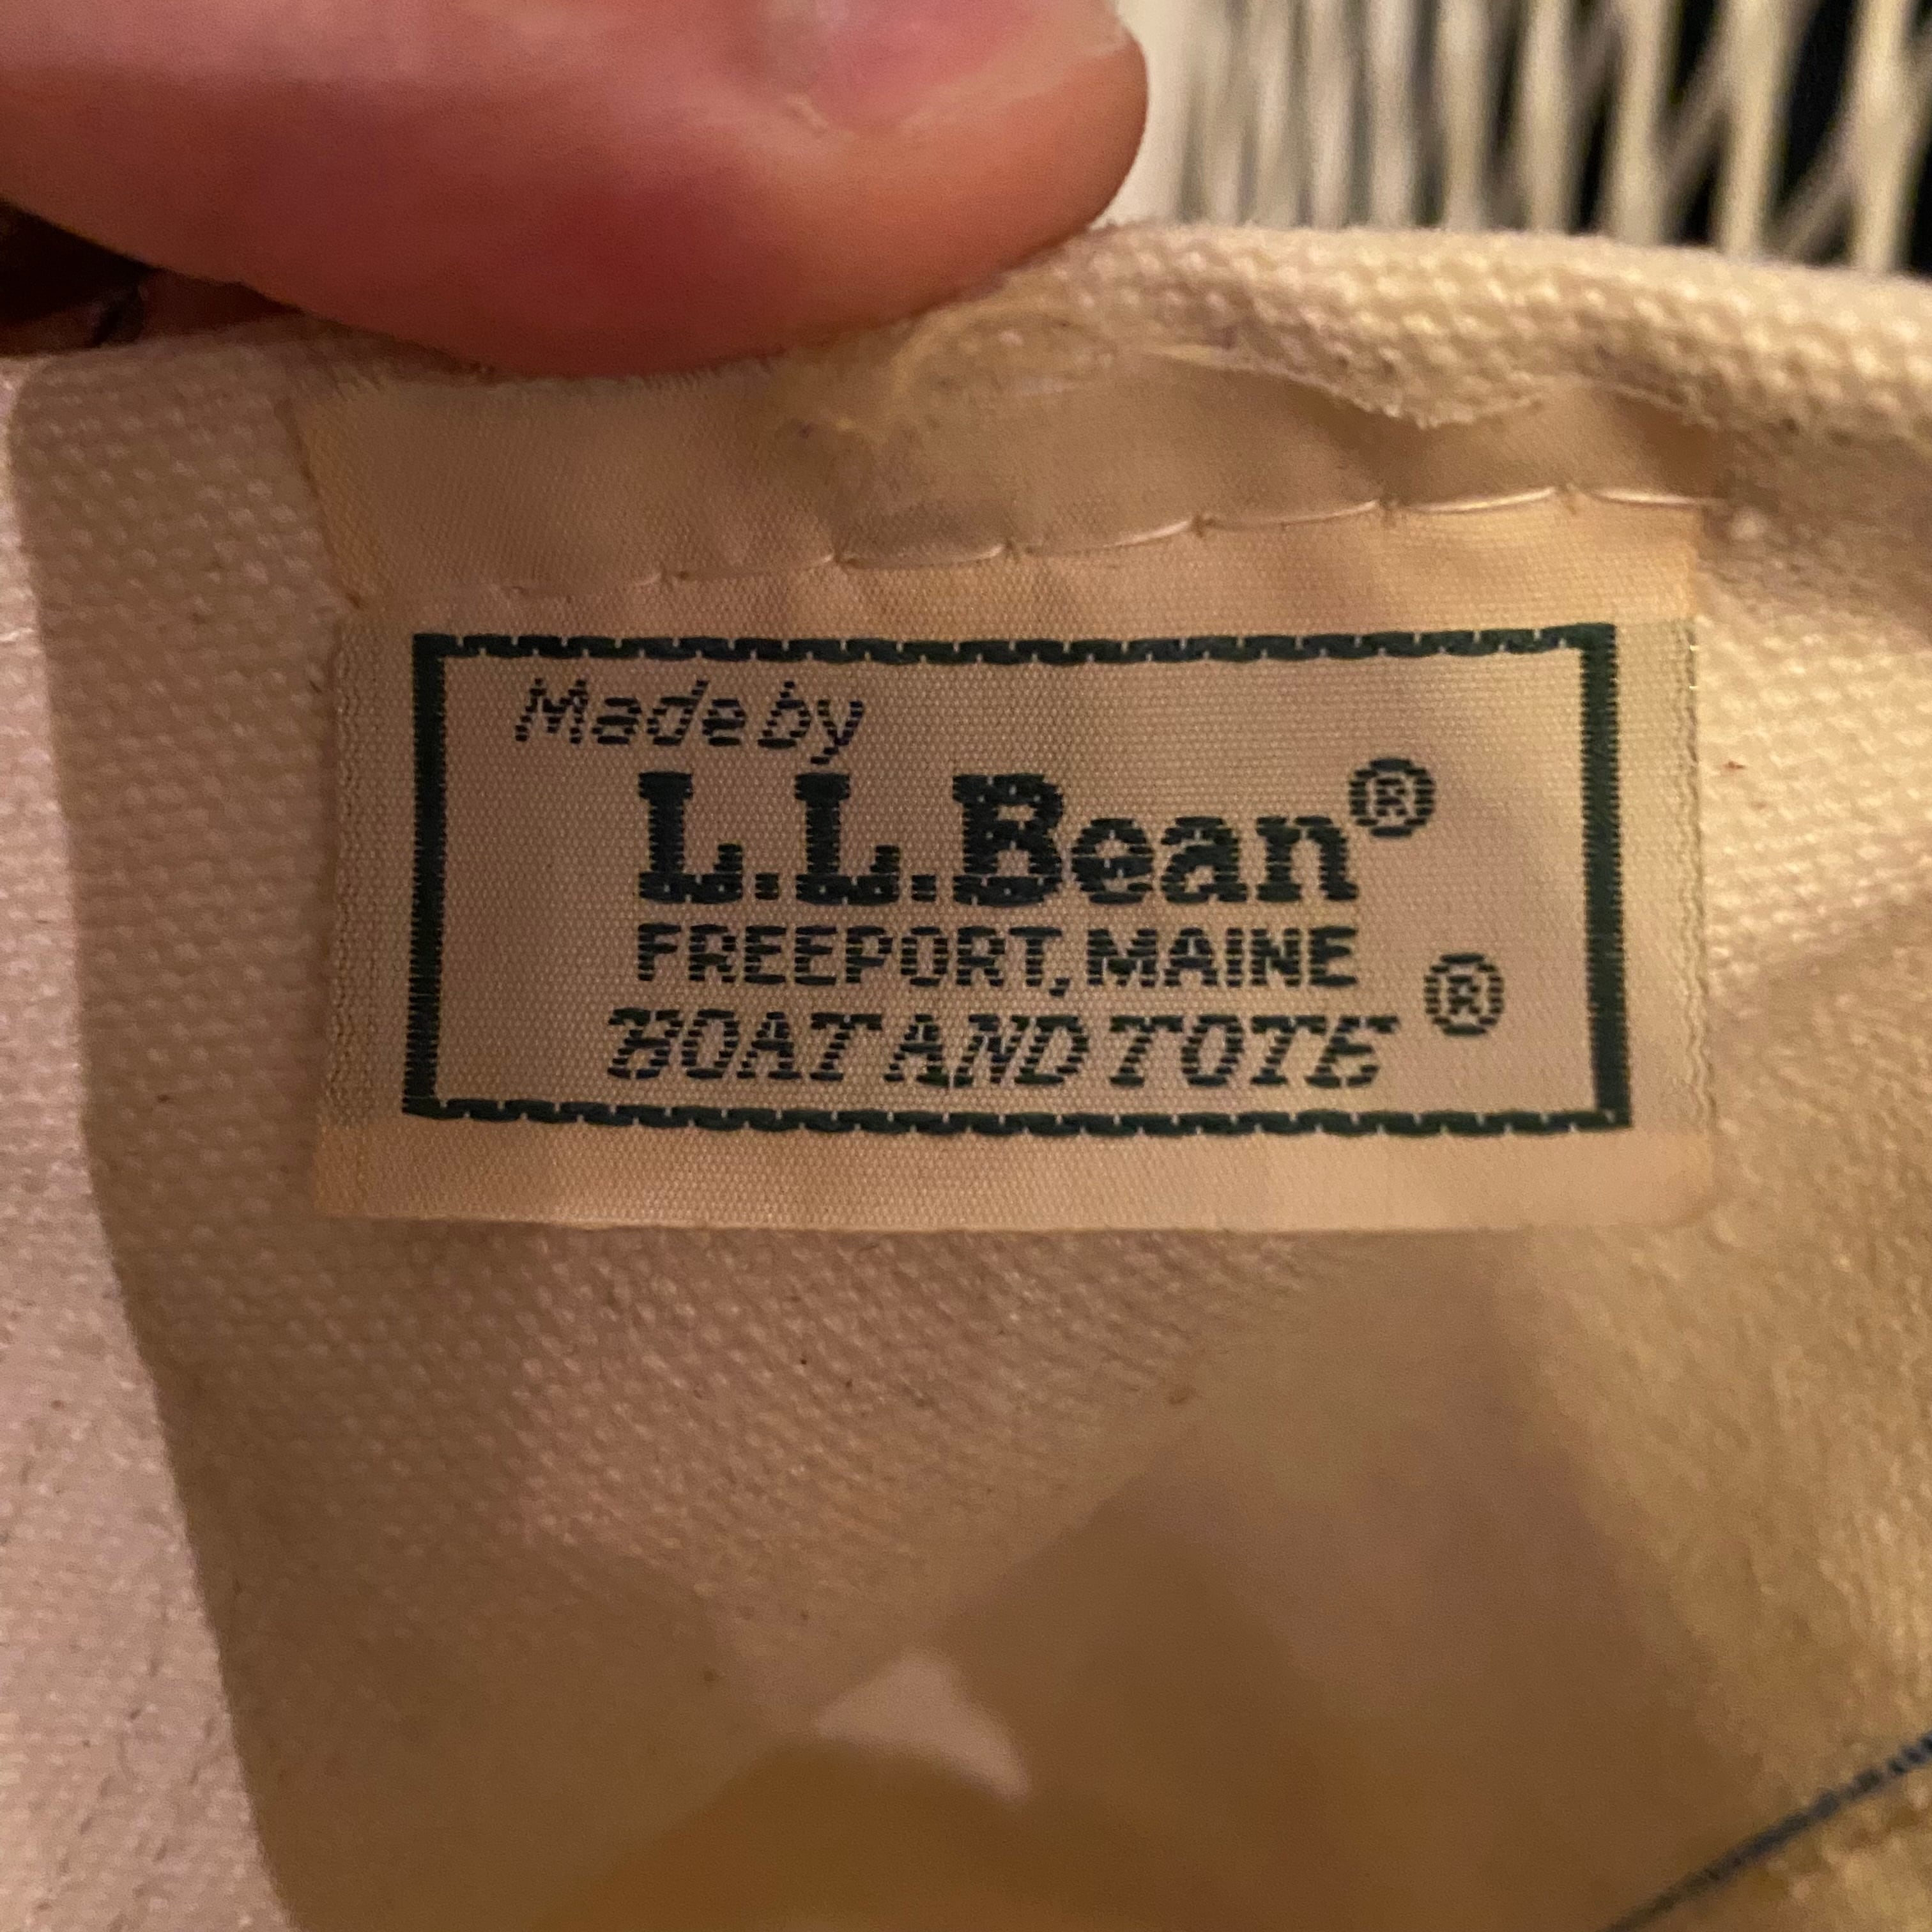 Made by
L.L.Bean®
FREEPORT, MAINE
BOAT AND TOTE®